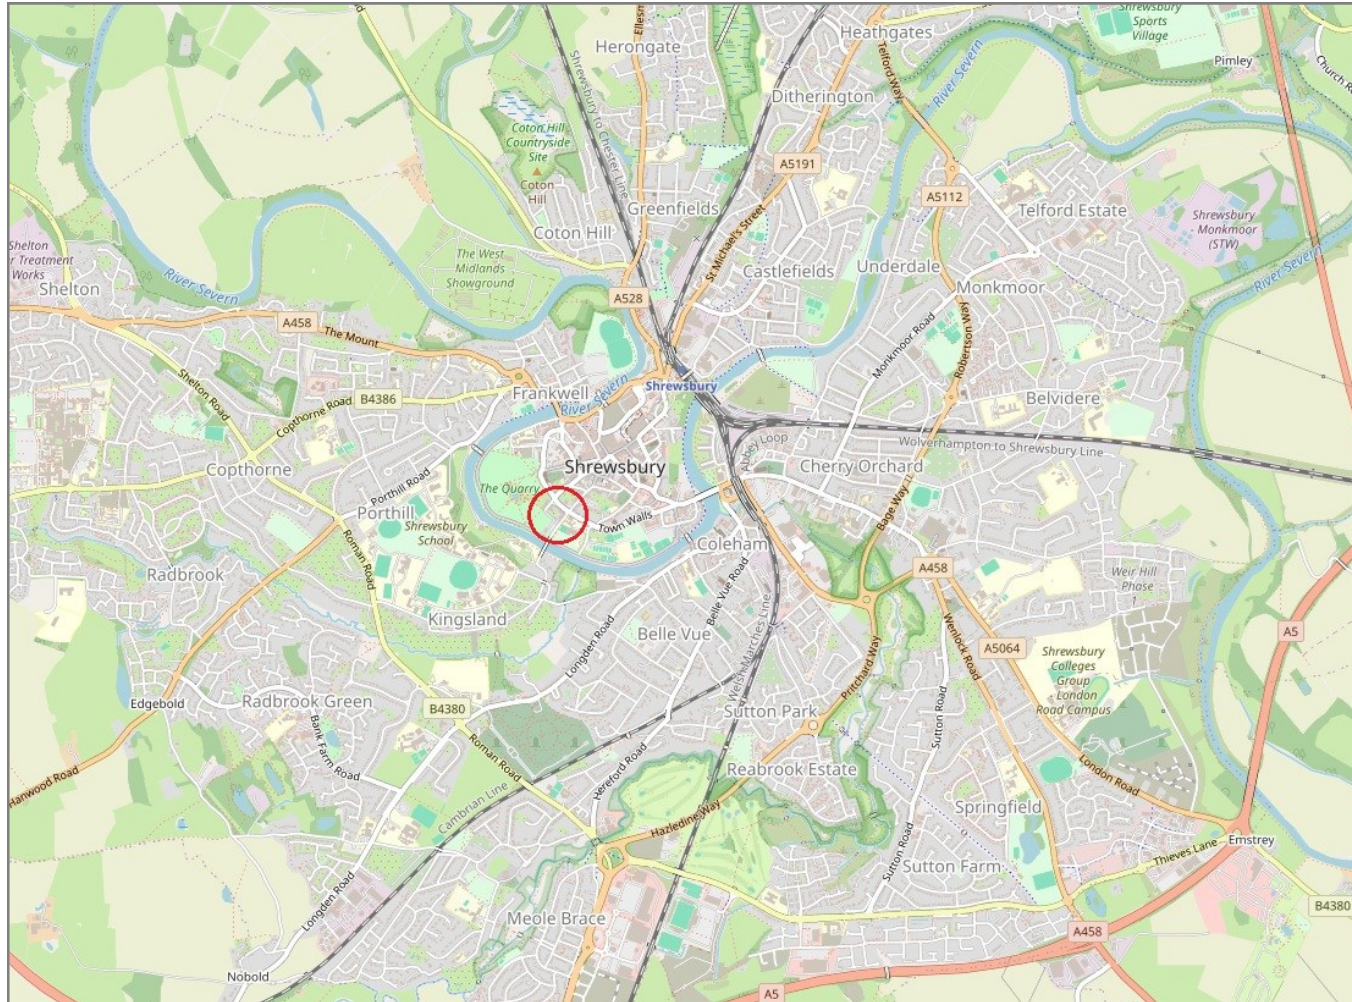 Herongate
Heathgates
Shrewsbury
Sports
Village
Pimley
Telford Way
River Severn
Ditherington
Shrewsbury to Chester Line
Coton Hill
Countryside
Site
Coton
Hill
A5191
A5112
Greenfields
Telford Estate
Shrewsbury
- Monkmoor
(STW)
St Michael's Street
Coton Hill
Shelton
Works
Shelton
The West
Midlands
Showground
Castlefields
Underdale
Monkmoor
River Severn
River Severn
A528
A458
The Mount
Robertson Way
Monkmoor Road
Shelton Road
Frankwell
River Severn
Shrewsbury
B4386
Copthorne Road
Belvidere
Abbey Loop
Wolverhampton to Shrewsbury Line
Copthorne
Porthill Road
The Quarry
Shrewsbury
Cherry Orchard
Porthill
Shrewsbury
School
Town Walls
Bage Way
Coleham
Roman Road
Radbrook
A458
Weir Hill
Phase
Kingsland
Belle Vue
Belle Vue Road
Longden Road
Welsh Marches Line
Pritchard Way
Wenlock Road
A5064
A5
Shrewsbury
Colleges
Group
London
Road Campus
Edgebold
Radbrook Green
B4380
Sutton Park
Sutton Road
Bank Farm Road
Roman Road
Hereford Road
Reabrook Estate
London Road
Hanwood Road
Cambrian Line
Hazledine Way
Springfield
Sutton Road
Emstrey
Thieves Lane
Sutton Farm
Longden Road
Meole Brace
B4380
A458
Nobold
A5